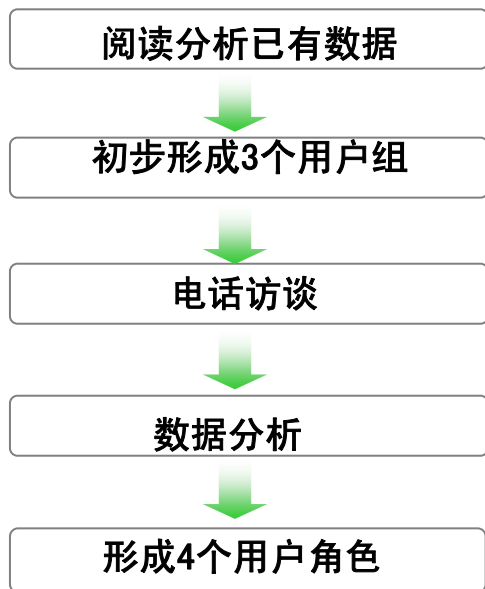 阅读分析已有数据
初步形成3个用户组
电话访谈
数据分析
形成4个用户角色